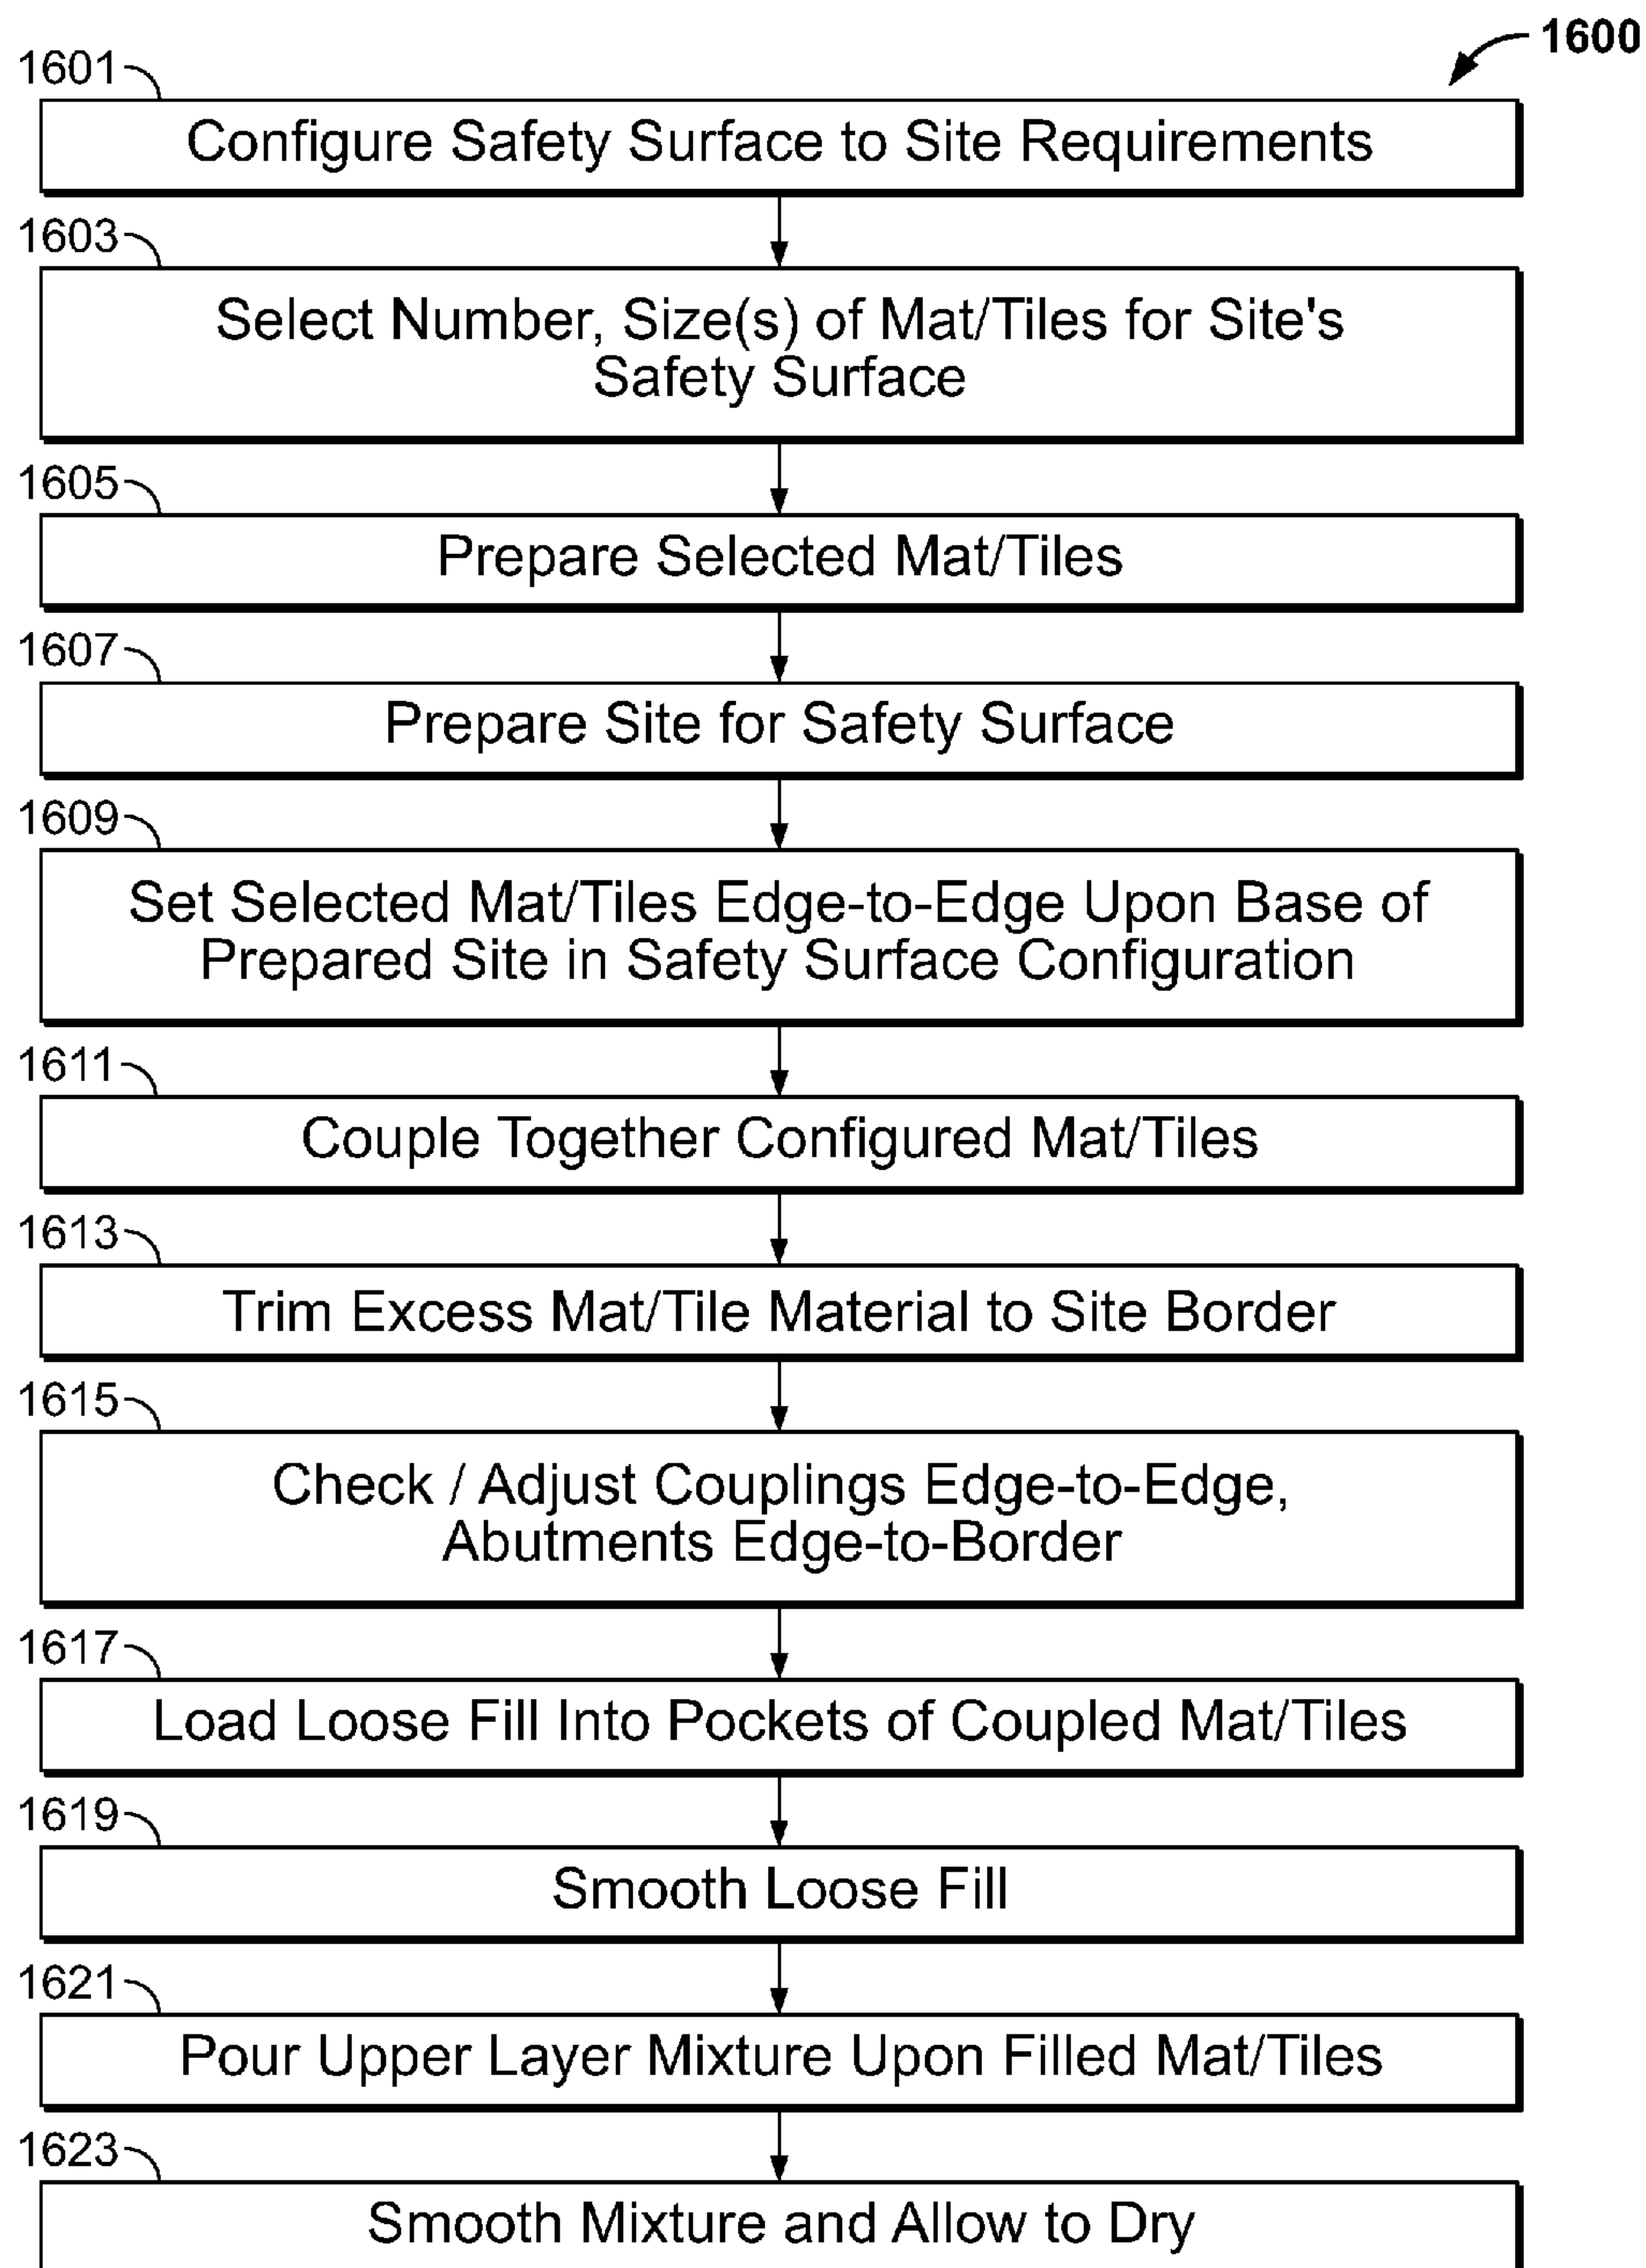 1600
1601
Configure Safety Surface to Site Requirements
1603
Select Number, Size(s) of Mat/Tiles for Site's
Safety Surface
1605
Prepare Selected Mat/Tiles
1607
Prepare Site for Safety Surface
1609
Set Selected Mat/Tiles Edge-to-Edge Upon Base of
Prepared Site in Safety Surface Configuration
1611
Couple Together Configured Mat/Tiles
1613
Trim Excess Mat/Tile Material to Site Border
1615
Check / Adjust Couplings Edge-to-Edge,
Abutments Edge-to-Border
1617
Load Loose Fill Into Pockets of Coupled Mat/Tiles
1619
Smooth Loose Fill
1621
Pour Upper Layer Mixture Upon Filled Mat/Tiles
1623
Smooth Mixture and Allow to Dry